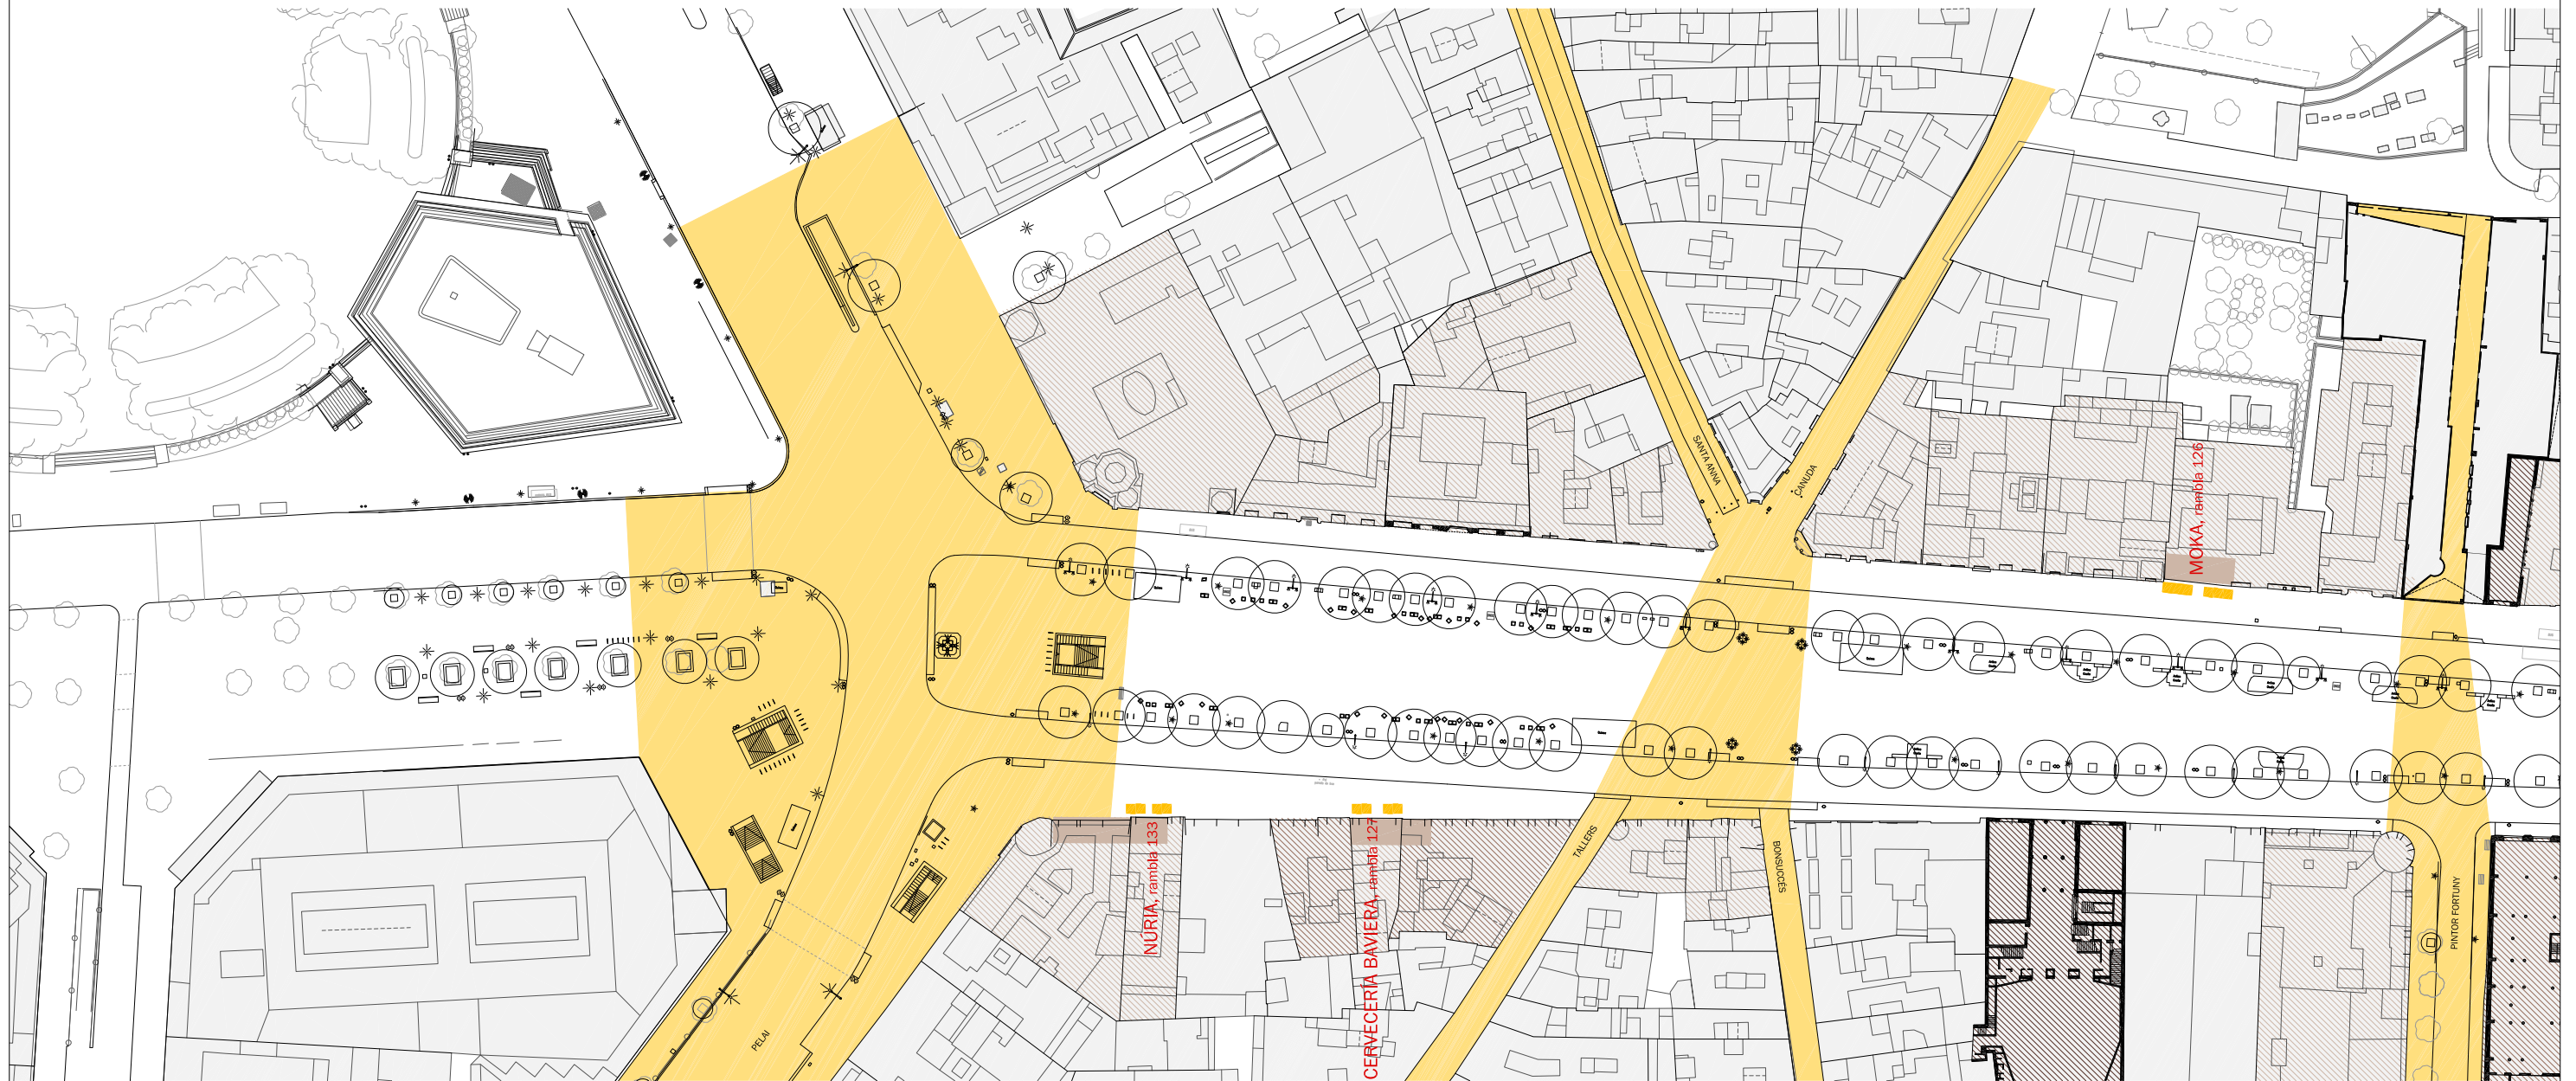 SANTA ANNA
CANUDA
MOKA, rambla 126
NÚRIA, rambla 133
CERVECERÍA BAVIERA, rambla 127
TALLERS
BONSUCCÉS
PINTOR FORTUNY
PELAI